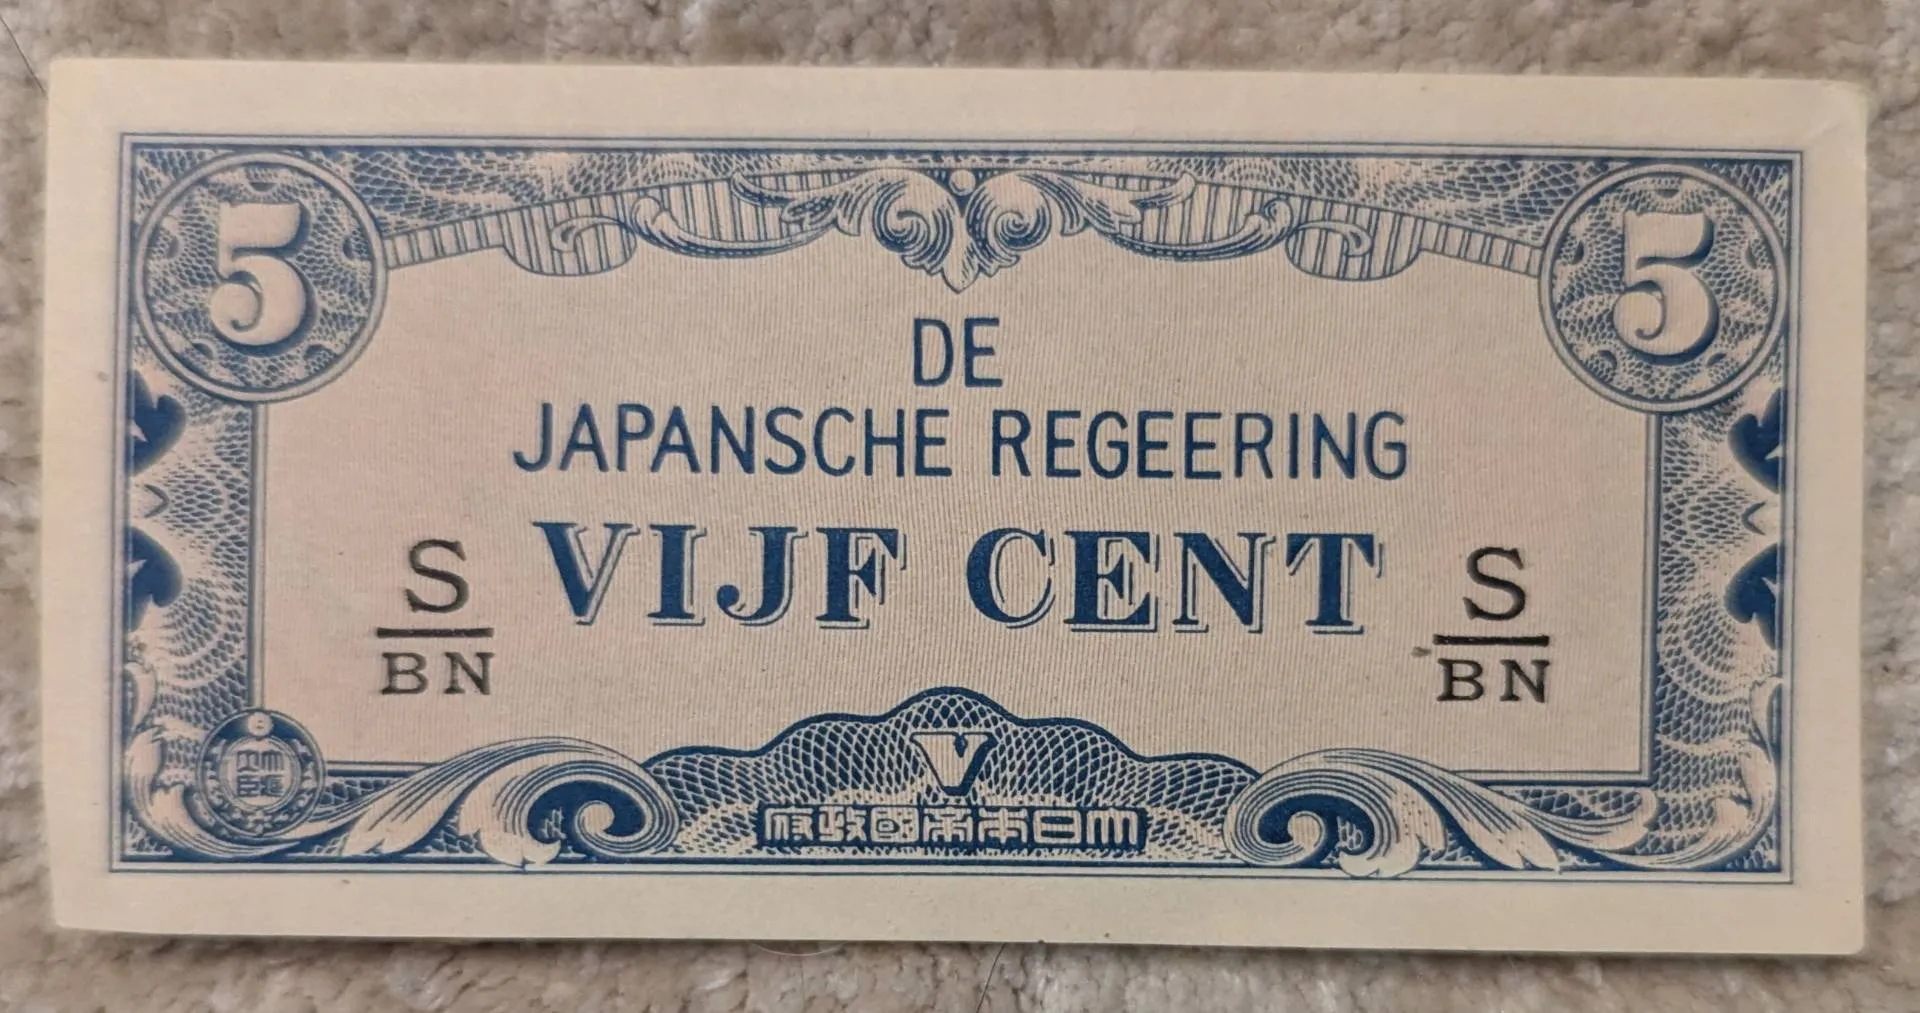 5 5
DE
JAPANSCHE REGEERING
VIJF CENT
S S
BN BN
V
府政國帝本日大